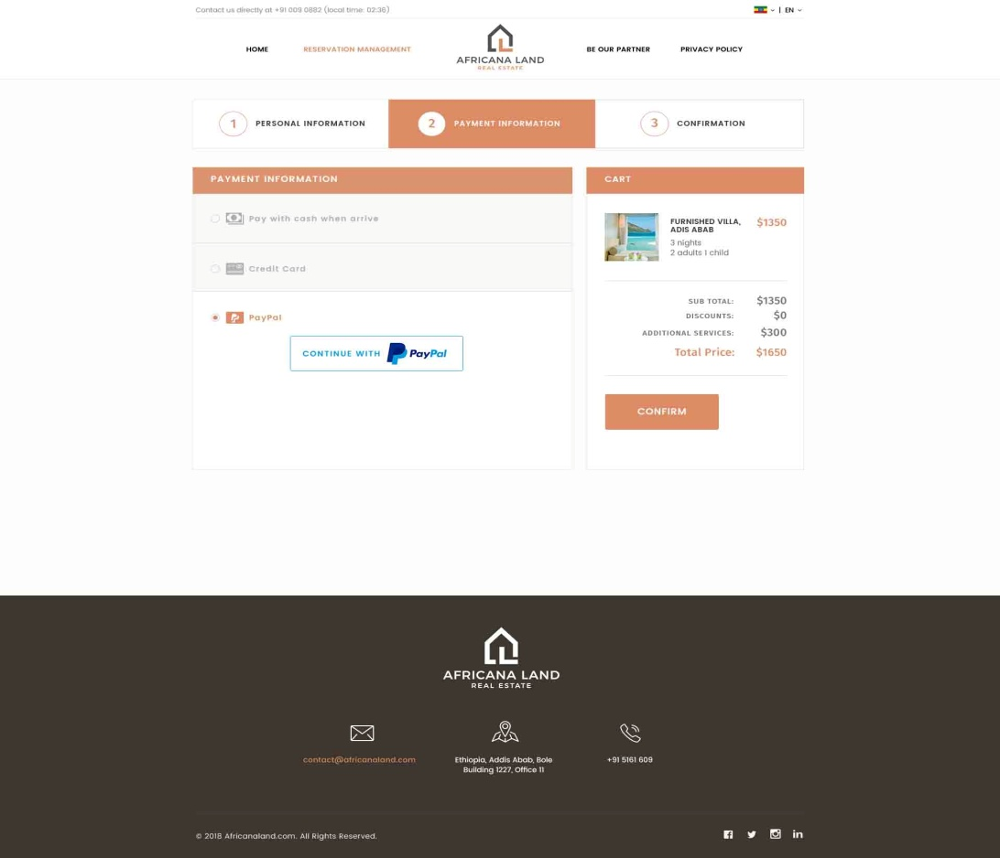 Contact us directly at +91 009 0882 (local time: 02:36)
| EN
HOME
RESERVATION MANAGEMENT
AFRICANA LAND
REAL ESTATE
BE OUR PARTNER
PRIVACY POLICY
1 PERSONAL INFORMATION
2 PAYMENT INFORMATION
3 CONFIRMATION
PAYMENT INFORMATION
Pay with cash when arrive
Credit Card
PayPal
CONTINUE WITH PayPal
CART
FURNISHED VILLA, $1350
ADIS ABAB
3 nights
2 adults 1 child
SUB TOTAL: $1350
DISCOUNTS: $0
ADDITIONAL SERVICES: $300
Total Price: $1650
CONFIRM
AFRICANA LAND
REAL ESTATE
contact@africanaland.com
Ethiopia, Addis Abab, Bole
Building 1227, Office 11
+91 5161 609
© 2018 Africanaland.com. All Rights Reserved.